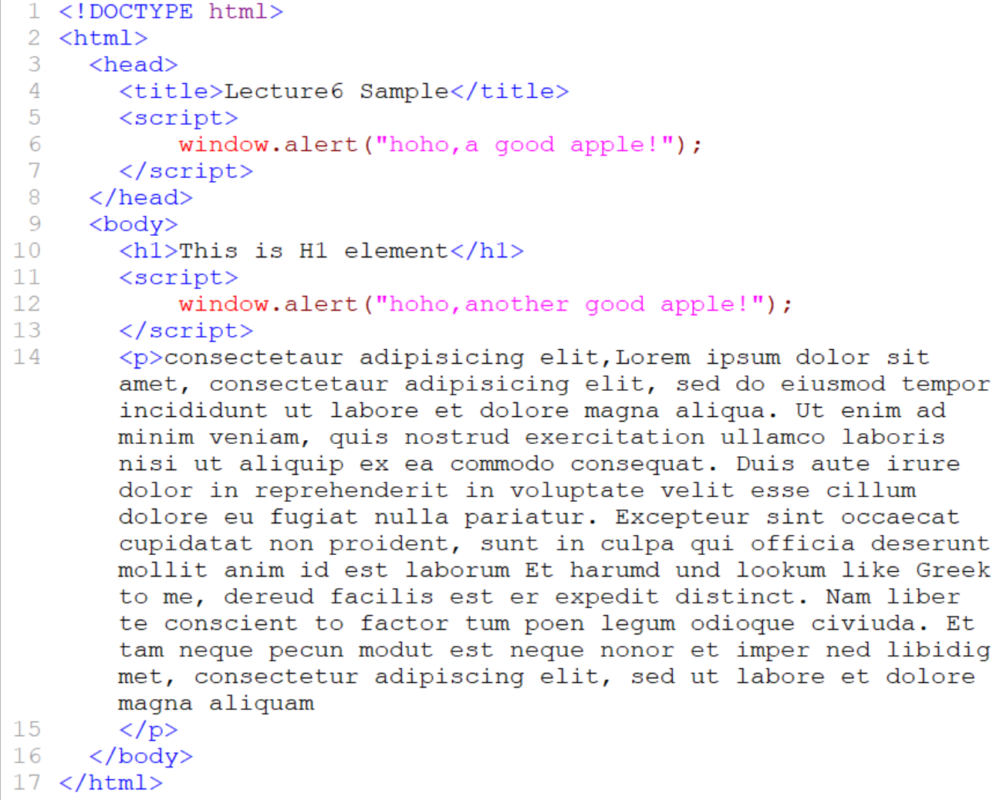 1 <!DOCTYPE html>
2 <html>
3   <head>
4     <title>Lecture6 Sample</title>
5     <script>
6         window.alert("hoho,a good apple!");
7     </script>
8   </head>
9   <body>
10     <h1>This is H1 element</h1>
11     <script>
12         window.alert("hoho,another good apple!");
13     </script>
14     <p>consectetaur adipisicing elit,Lorem ipsum dolor sit
amet, consectetaur adipisicing elit, sed do eiusmod tempor
incididunt ut labore et dolore magna aliqua. Ut enim ad
minim veniam, quis nostrud exercitation ullamco laboris
nisi ut aliquip ex ea commodo consequat. Duis aute irure
dolor in reprehenderit in voluptate velit esse cillum
dolore eu fugiat nulla pariatur. Excepteur sint occaecat
cupidatat non proident, sunt in culpa qui officia deserunt
mollit anim id est laborum Et harumd und lookum like Greek
to me, dereud facilis est er expedit distinct. Nam liber
te conscient to factor tum poen legum odioque civiuda. Et
tam neque pecun modut est neque nonor et imper ned libidig
met, consectetur adipiscing elit, sed ut labore et dolore
magna aliquam
15     </p>
16   </body>
17 </html>